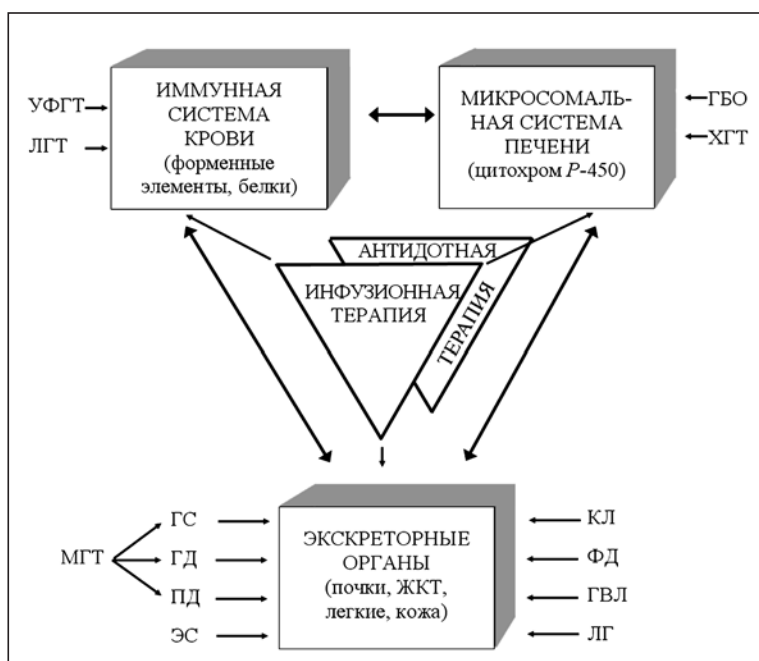 ИММУННАЯ
СИСТЕМА
КРОВИ
(форменные
элементы, белки)
УФГТ
ЛГТ
МИКРОСОМАЛЬ-
НАЯ СИСТЕМА
ПЕЧЕНИ
(цитохром P-450)
ГБО
ХГТ
АНТИДОТНАЯ
ТЕРАПИЯ
ИНФУЗИОННАЯ
ТЕРАПИЯ
МГТ
ГС
ГД
ПД
ЭС
ЭКСКРЕТОРНЫЕ
ОРГАНЫ
(почки, ЖКТ,
легкие, кожа)
КЛ
ФД
ГВЛ
ЛГ